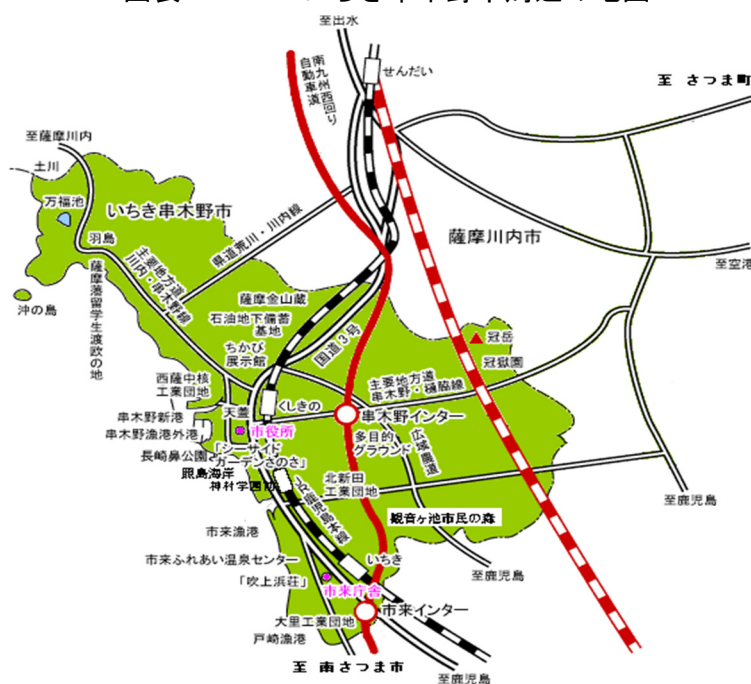 至出水
せんだい
南九州西回り
自動車道
至 さつま町
至薩摩川内
土川
万福池
いちき串木野市
羽島
主要地方道
川内・串木野線
県道荒川・川内線
薩摩川内市
至空港
沖の島
薩摩藩留学生渡欧の地
薩摩金山蔵
石油地下備蓄
基地
ちかび
展示館
国道3号
冠岳
冠嶽園
西薩中核
工業団地
主要地方道
串木野・樋脇線
天蓋
くしきの
串木野新港
串木野漁港外港
市役所
串木野インター
長崎鼻公園
「シーサイド
ガーデンさのさ」
多目的
グラウンド
広域農道
照島海岸
神村学園前
JR鹿児島本線
北新田
工業団地
至鹿児島
観音ヶ池市民の森
市来漁港
いちき
市来ふれあい温泉センター
至鹿児島
「吹上浜荘」
市来庁舎
市来インター
大里工業団地
戸崎漁港
至 南さつま市
至鹿児島